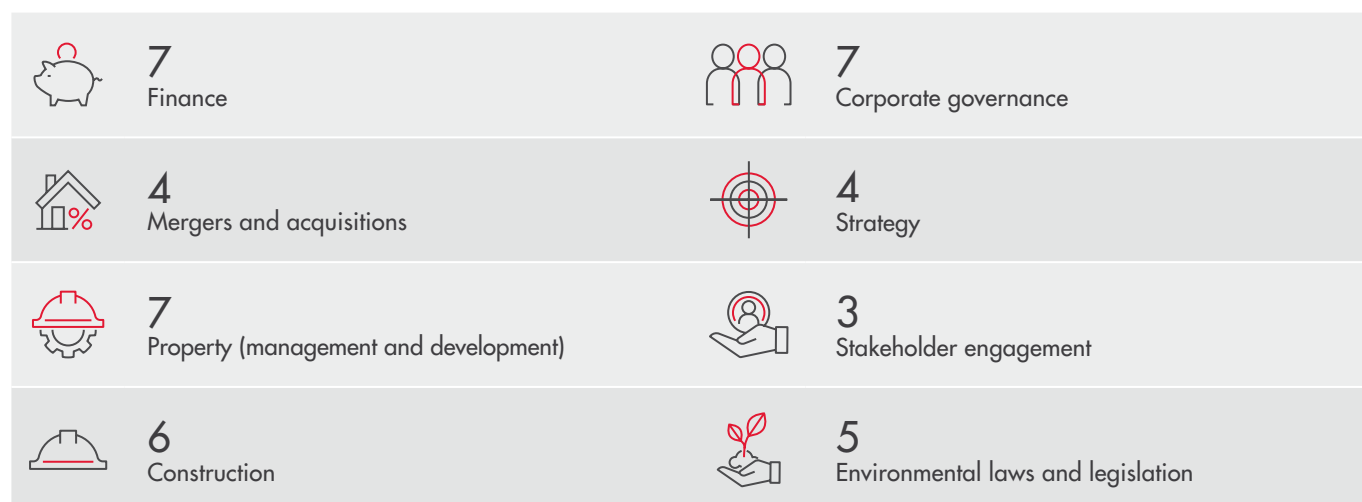 7
Finance
7
Corporate governance
4
Mergers and acquisitions
4
Strategy
7
Property (management and development)
3
Stakeholder engagement
6
Construction
5
Environmental laws and legislation